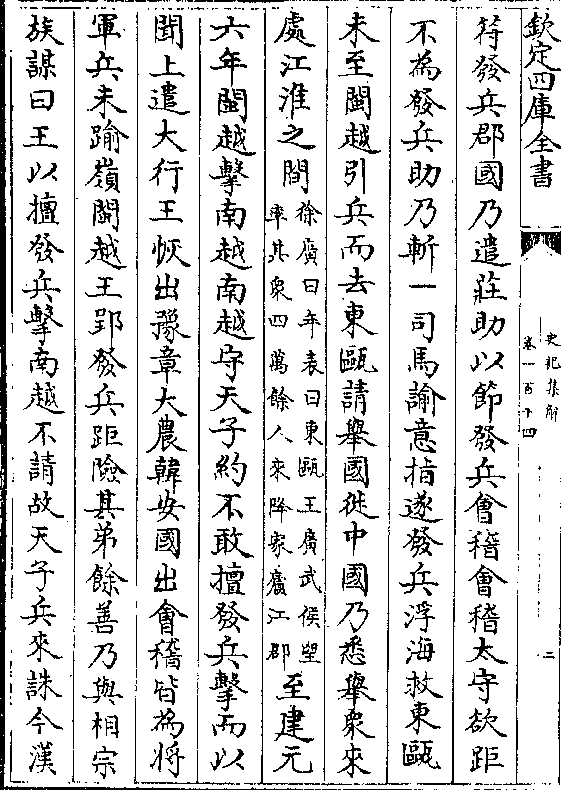 欽定四庫全書
史記集解
卷一百十四
二
符發兵郡國乃遣莊助以節發兵會稽會稽太守欲距
不為發兵助乃斬一司馬諭意指遂發兵浮海救東甌
未至閩越引兵而去東甌請舉國徙中國乃悉舉衆來
處江淮之間徐廣曰年表曰東甌王廣武侯望率其衆四萬餘人來降家廬江郡至建元
六年閩越擊南越南越守天子約不敢擅發兵擊而以
聞上遣大行王恢出豫章大農韓安國出會稽皆為將
軍兵未踰嶺閩越王郢發兵距險其弟餘善乃與相宗
族謀曰王以擅發兵擊南越不請故天子兵來誅今漢